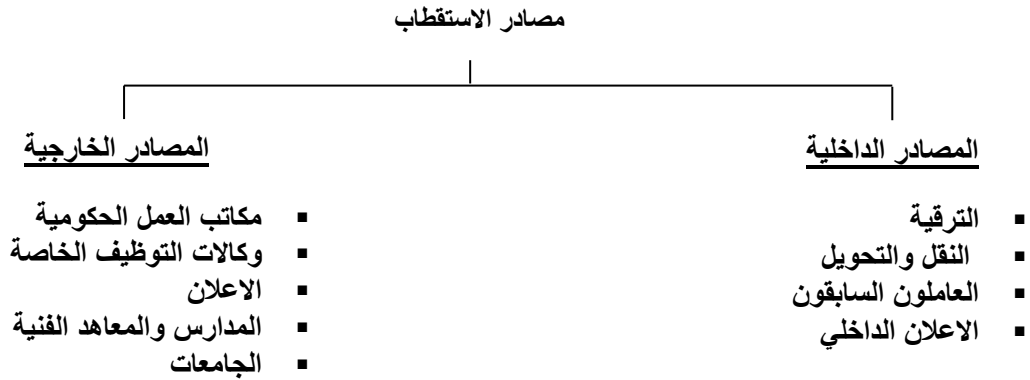 مصادر الاستقطاب
المصادر الداخلية
▪ الترقية
▪ النقل والتحويل
▪ العاملون السابقون
▪ الاعلان الداخلي
المصادر الخارجية
▪ مكاتب العمل الحكومية
▪ وكالات التوظيف الخاصة
▪ الاعلان
▪ المدارس والمعاهد الفنية
▪ الجامعات